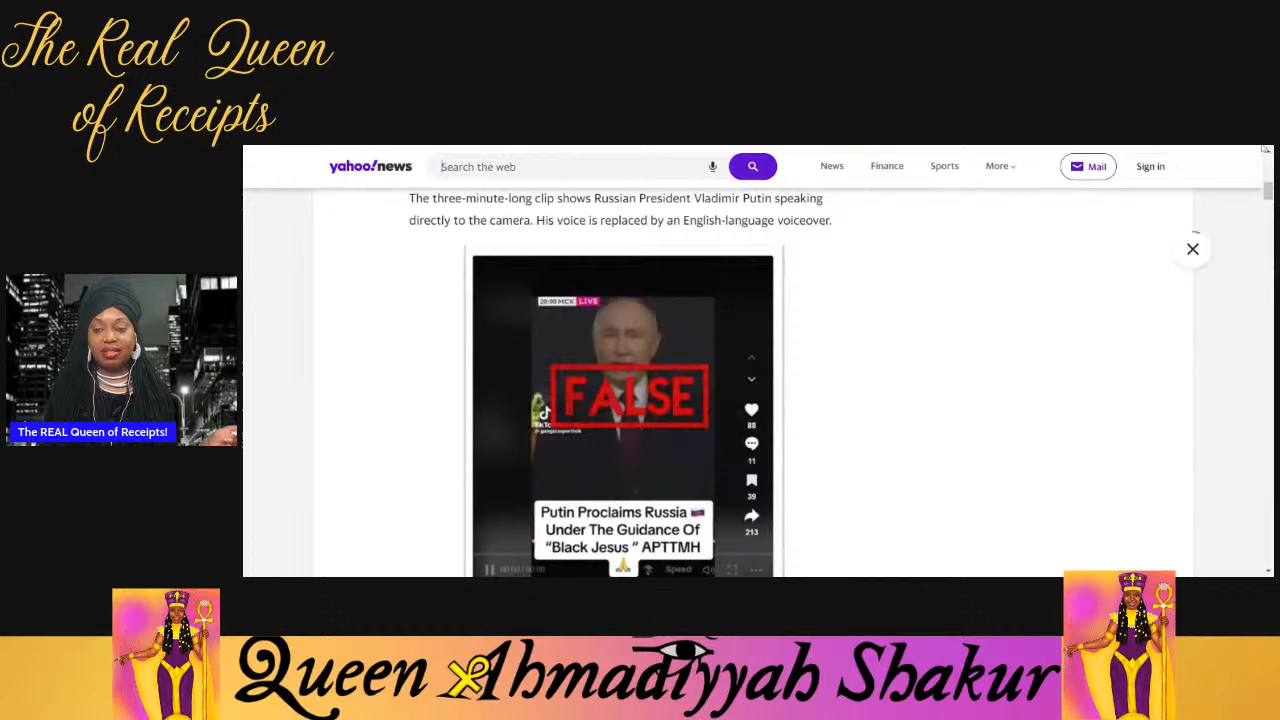 The Real Queen
of Receipts
yahoo!news
Search the web
News
Finance
Sports
More
Mail
Sign in
The three-minute-long clip shows Russian President Vladimir Putin speaking
directly to the camera. His voice is replaced by an English-language voiceover.
20:00 МСК LIVE
FALSE
88
11
39
213
Putin Proclaims Russia 🇷🇺
Under The Guidance Of
“Black Jesus ” APTTMH
🙏
Speed
The REAL Queen of Receipts!
Queen Ahmadiyyah Shakur